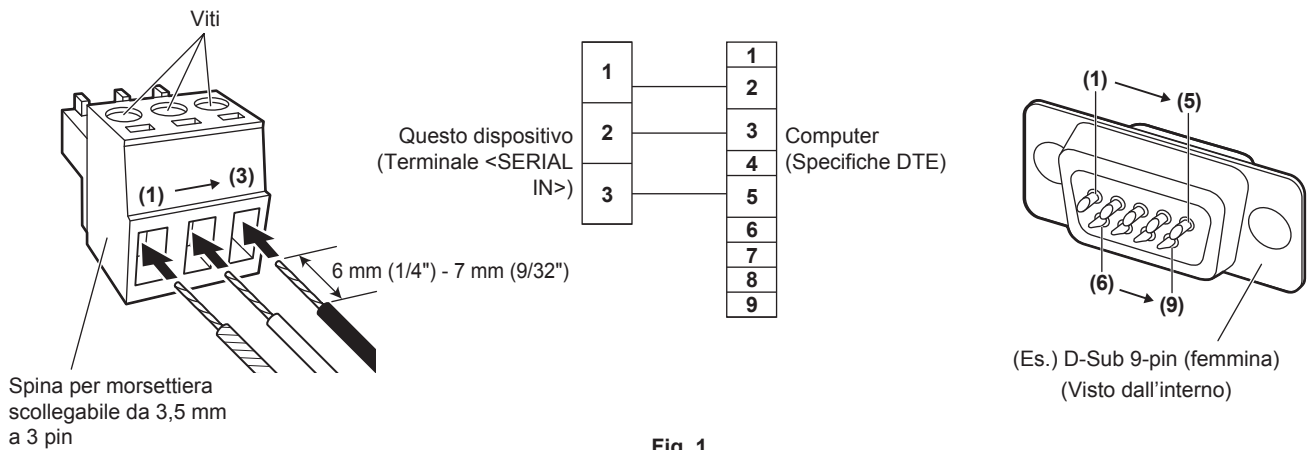 Viti
(1)
(3)
6 mm (1/4") - 7 mm (9/32")
Spina per morsettiera
scollegabile da 3,5 mm
a 3 pin
Questo dispositivo
(Terminale <SERIAL
IN>)
1
2
3
1
2
3
4
5
6
7
8
9
Computer
(Specifiche DTE)
(1)
(5)
(6)
(9)
(Es.) D-Sub 9-pin (femmina)
(Visto dall'interno)
Fig. 1